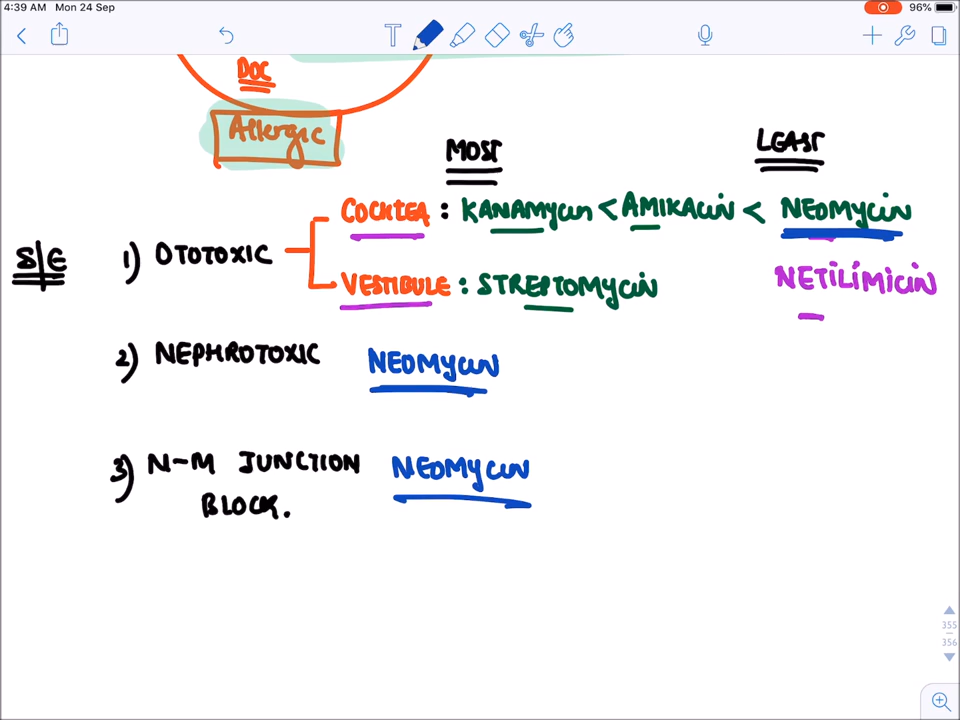 4:39 AM Mon 24 Sep
96%
T
DOC
Allergic
MOST
LEAST
COCKLEA : KANAMYCIN < AMIKACIN < NEOMYCIN
S/E
1) OTOTOXIC
VESTIBULE : STREPTOMYCIN
NETILIMICIN
2) NEPHROTOXIC NEOMYCIN
3) N-M JUNCTION NEOMYCIN
BLOCK.
355
356